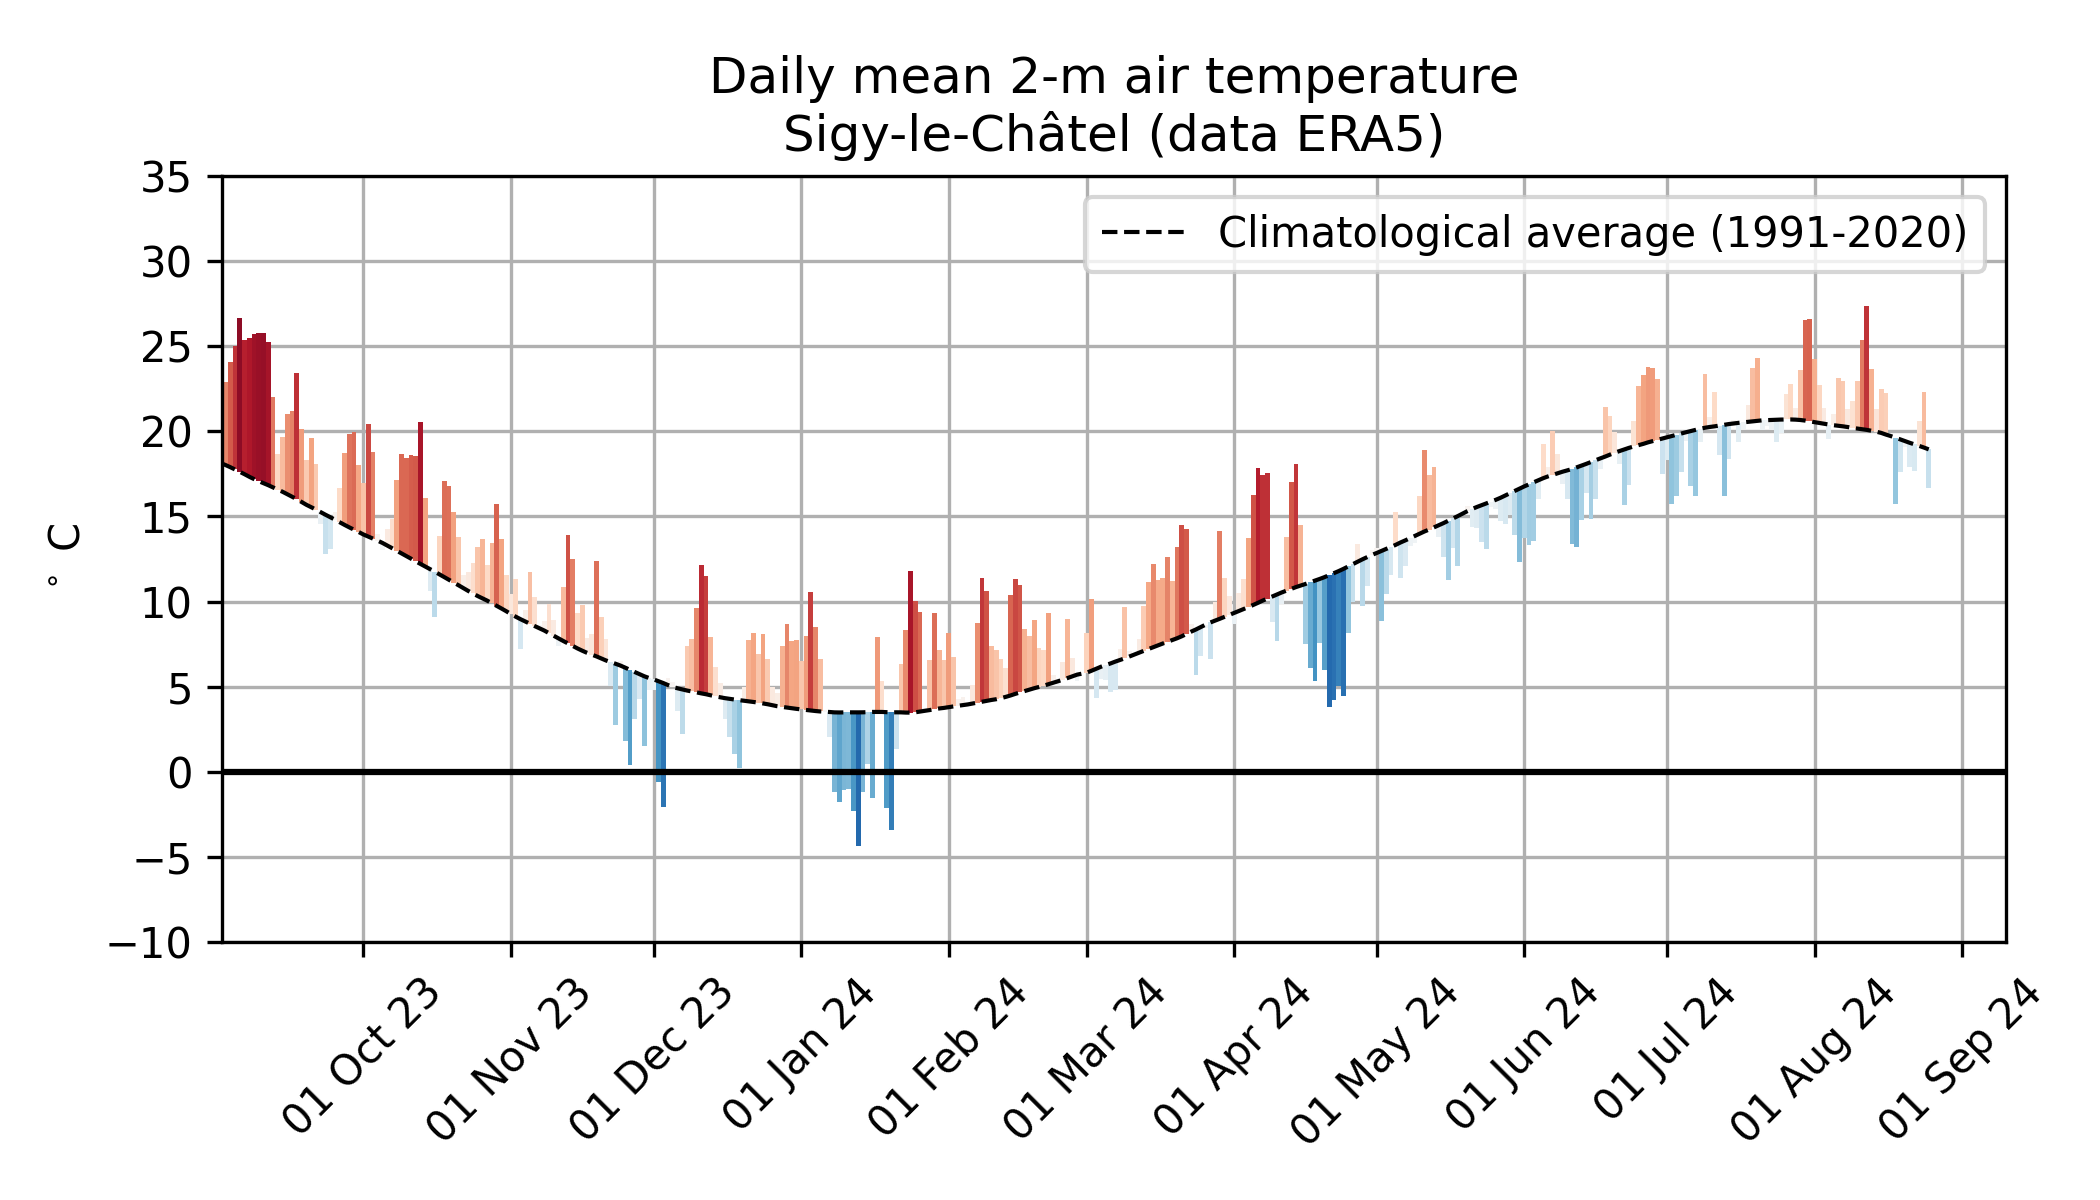 Daily mean 2-m air temperature
Sigy-le-Châtel (data ERA5)
35
30
25
20
15
10
5
0
−5
−10
° C
Climatological average (1991-2020)
01 Oct 23
01 Nov 23
01 Dec 23
01 Jan 24
01 Feb 24
01 Mar 24
01 Apr 24
01 May 24
01 Jun 24
01 Jul 24
01 Aug 24
01 Sep 24